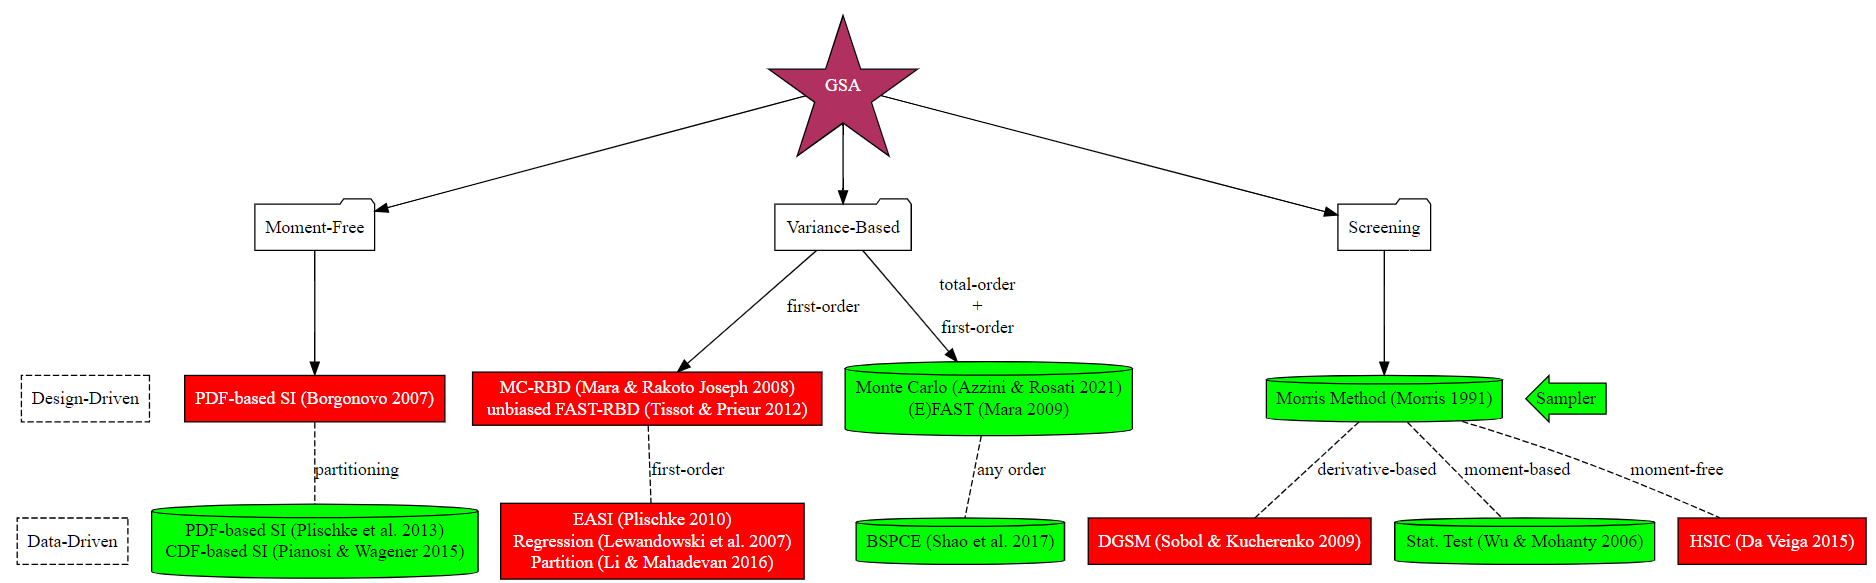 GSA
Moment-Free
Variance-Based
Screening
first-order
total-order
+
first-order
Design-Driven
PDF-based SI (Borgonovo 2007)
MC-RBD (Mara & Rakoto Joseph 2008)
unbiased FAST-RBD (Tissot & Prieur 2012)
Monte Carlo (Azzini & Rosati 2021)
(E)FAST (Mara 2009)
Morris Method (Morris 1991)
Sampler
partitioning
first-order
any order
derivative-based
moment-based
moment-free
Data-Driven
PDF-based SI (Plischke et al. 2013)
CDF-based SI (Pianosi & Wagener 2015)
EASI (Plischke 2010)
Regression (Lewandowski et al. 2007)
Partition (Li & Mahadevan 2016)
BSPCE (Shao et al. 2017)
DGSM (Sobol & Kucherenko 2009)
Stat. Test (Wu & Mohanty 2006)
HSIC (Da Veiga 2015)